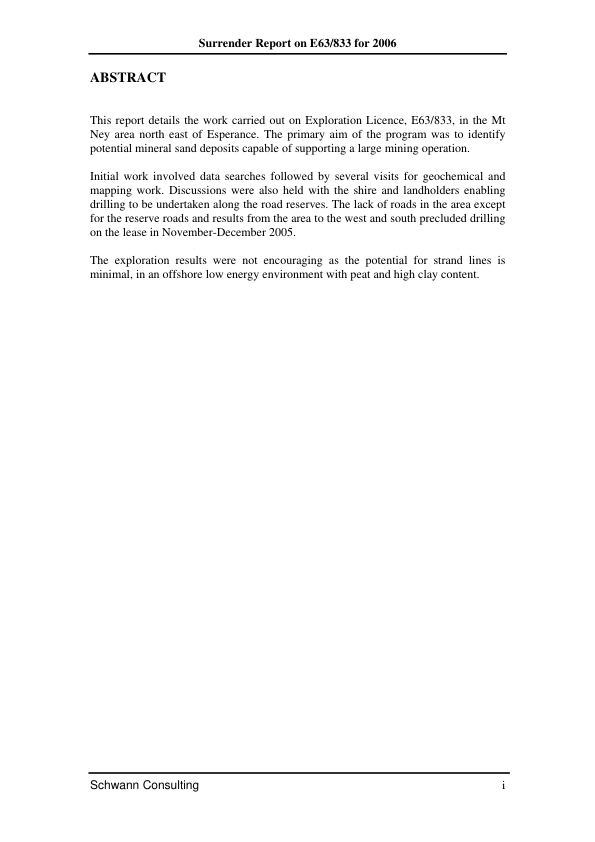 Surrender Report on E63/833 for 2006
ABSTRACT
This report details the work carried out on Exploration Licence, E63/833, in the Mt
Ney area north east of Esperance. The primary aim of the program was to identify
potential mineral sand deposits capable of supporting a large mining operation.
Initial work involved data searches followed by several visits for geochemical and
mapping work. Discussions were also held with the shire and landholders enabling
drilling to be undertaken along the road reserves. The lack of roads in the area except
for the reserve roads and results from the area to the west and south precluded drilling
on the lease in November-December 2005.
The exploration results were not encouraging as the potential for strand lines is
minimal, in an offshore low energy environment with peat and high clay content.
Schwann Consulting i